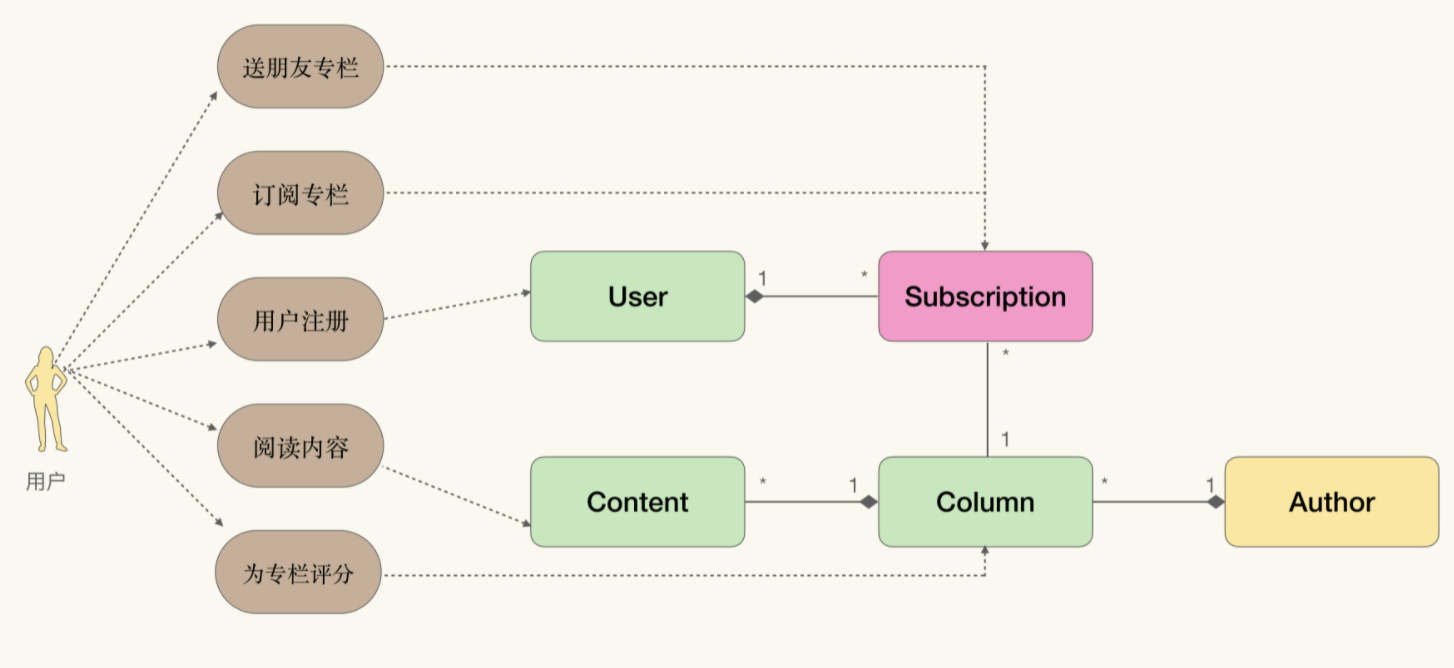 送朋友专栏
订阅专栏
用户注册
阅读内容
为专栏评分
用户
User
1
*
Subscription
*
1
Content
*
1
Column
*
1
Author